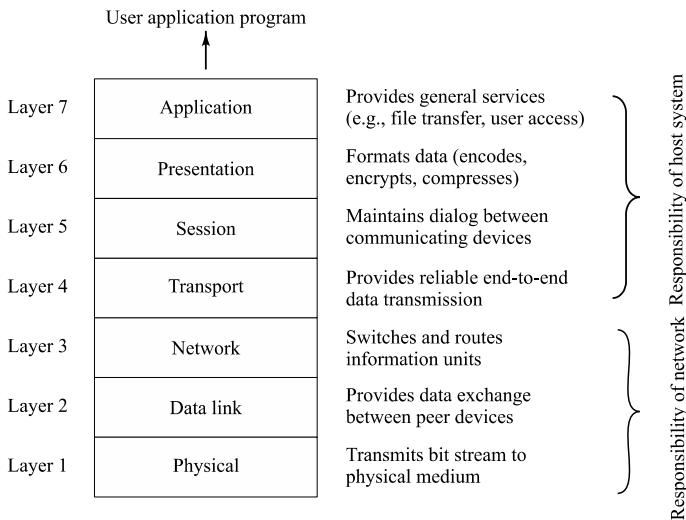 User application program
Layer 7
Application
Provides general services
(e.g., file transfer, user access)
Layer 6
Presentation
Formats data (encodes,
encrypts, compresses)
Layer 5
Session
Maintains dialog between
communicating devices
Layer 4
Transport
Provides reliable end-to-end
data transmission
Responsibility of host system
Layer 3
Network
Switches and routes
information units
Layer 2
Data link
Provides data exchange
between peer devices
Layer 1
Physical
Transmits bit stream to
physical medium
Responsibility of network